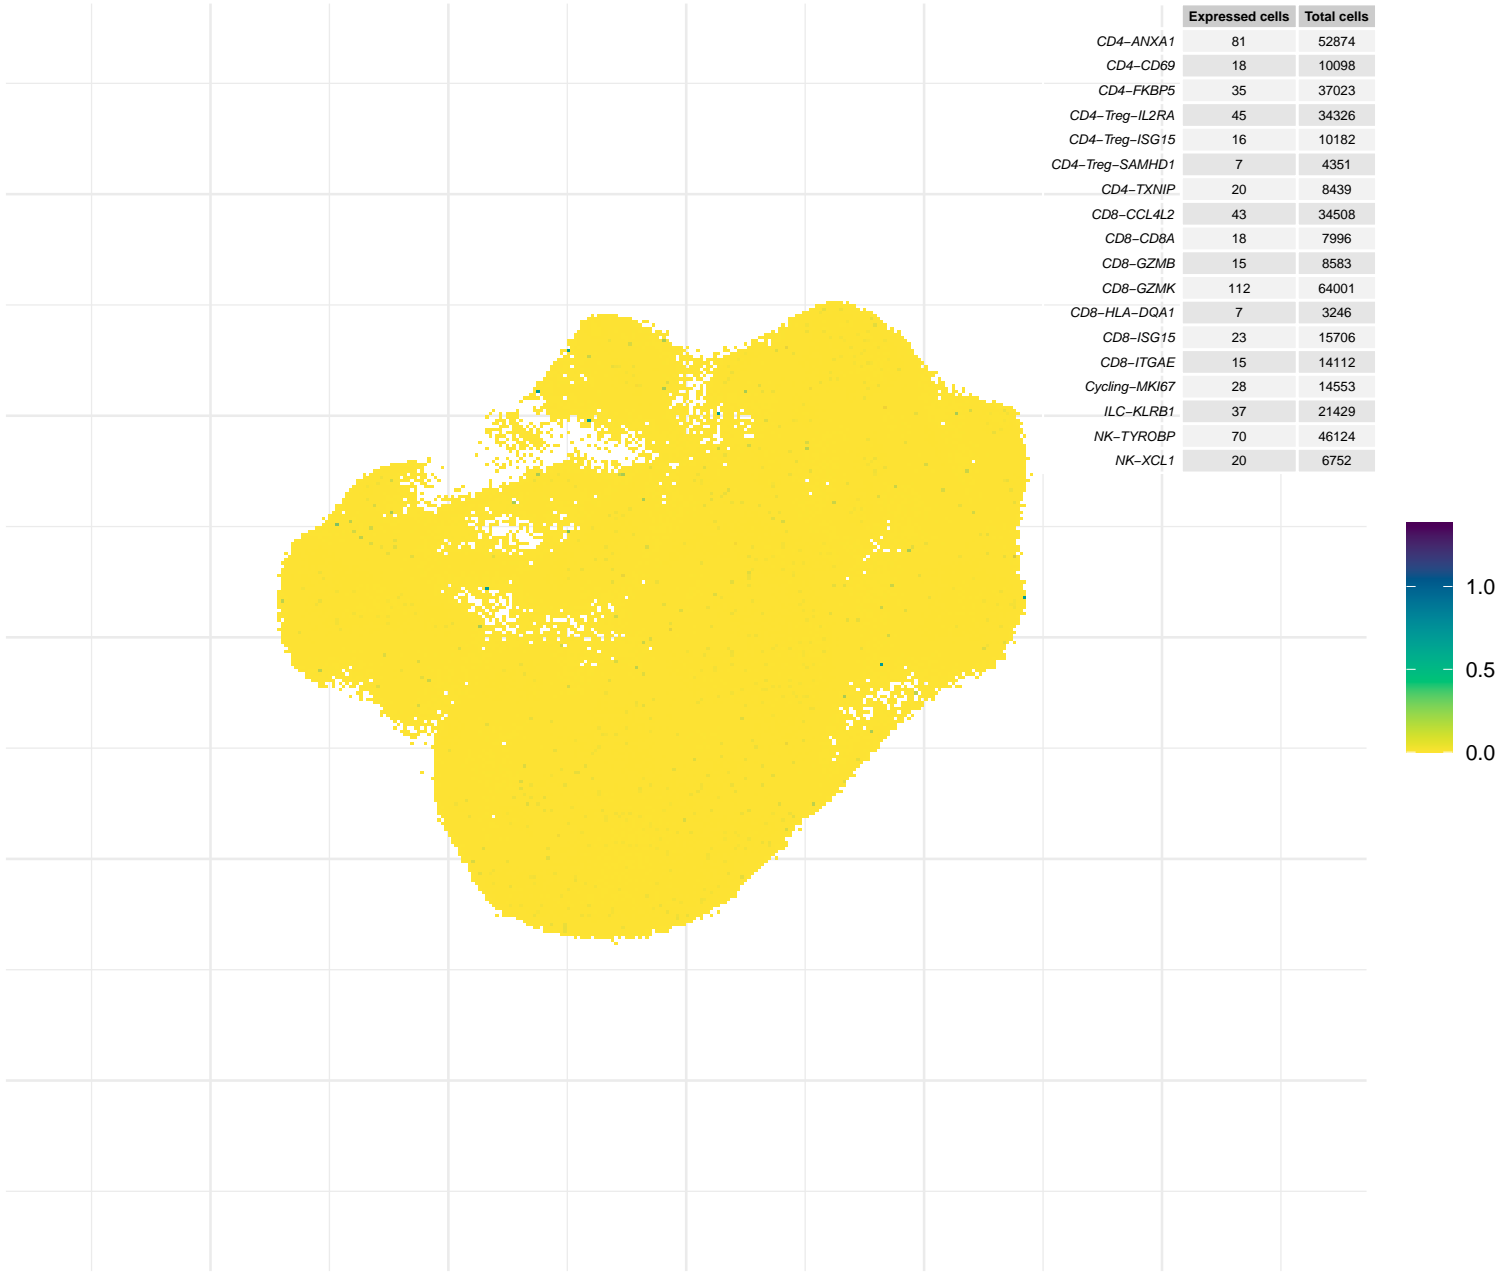 Expressed cells Total cells
CD4−ANXA1 81 52874
CD4−CD69 18 10098
CD4−FKBP5 35 37023
CD4−Treg−IL2RA 45 34326
CD4−Treg−ISG15 16 10182
CD4−Treg−SAMHD1 7 4351
CD4−TXNIP 20 8439
CD8−CCL4L2 43 34508
CD8−CD8A 18 7996
CD8−GZMB 15 8583
CD8−GZMK 112 64001
CD8−HLA−DQA1 7 3246
CD8−ISG15 23 15706
CD8−ITGAE 15 14112
Cycling−MKI67 28 14553
ILC−KLRB1 37 21429
NK−TYROBP 70 46124
NK−XCL1 20 6752
1.0
0.5
0.0